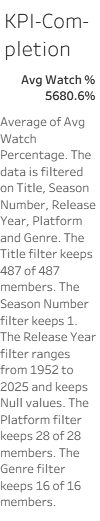 KPI-Com-
pletion
Avg Watch %
5680.6%
Average of Avg
Watch
Percentage. The
data is filtered
on Title, Season
Number, Release
Year, Platform
and Genre. The
Title filter keeps
487 of 487
members. The
Season Number
filter keeps 1.
The Release Year
filter ranges
from 1952 to
2025 and keeps
Null values. The
Platform filter
keeps 28 of 28
members. The
Genre filter
keeps 16 of 16
members.